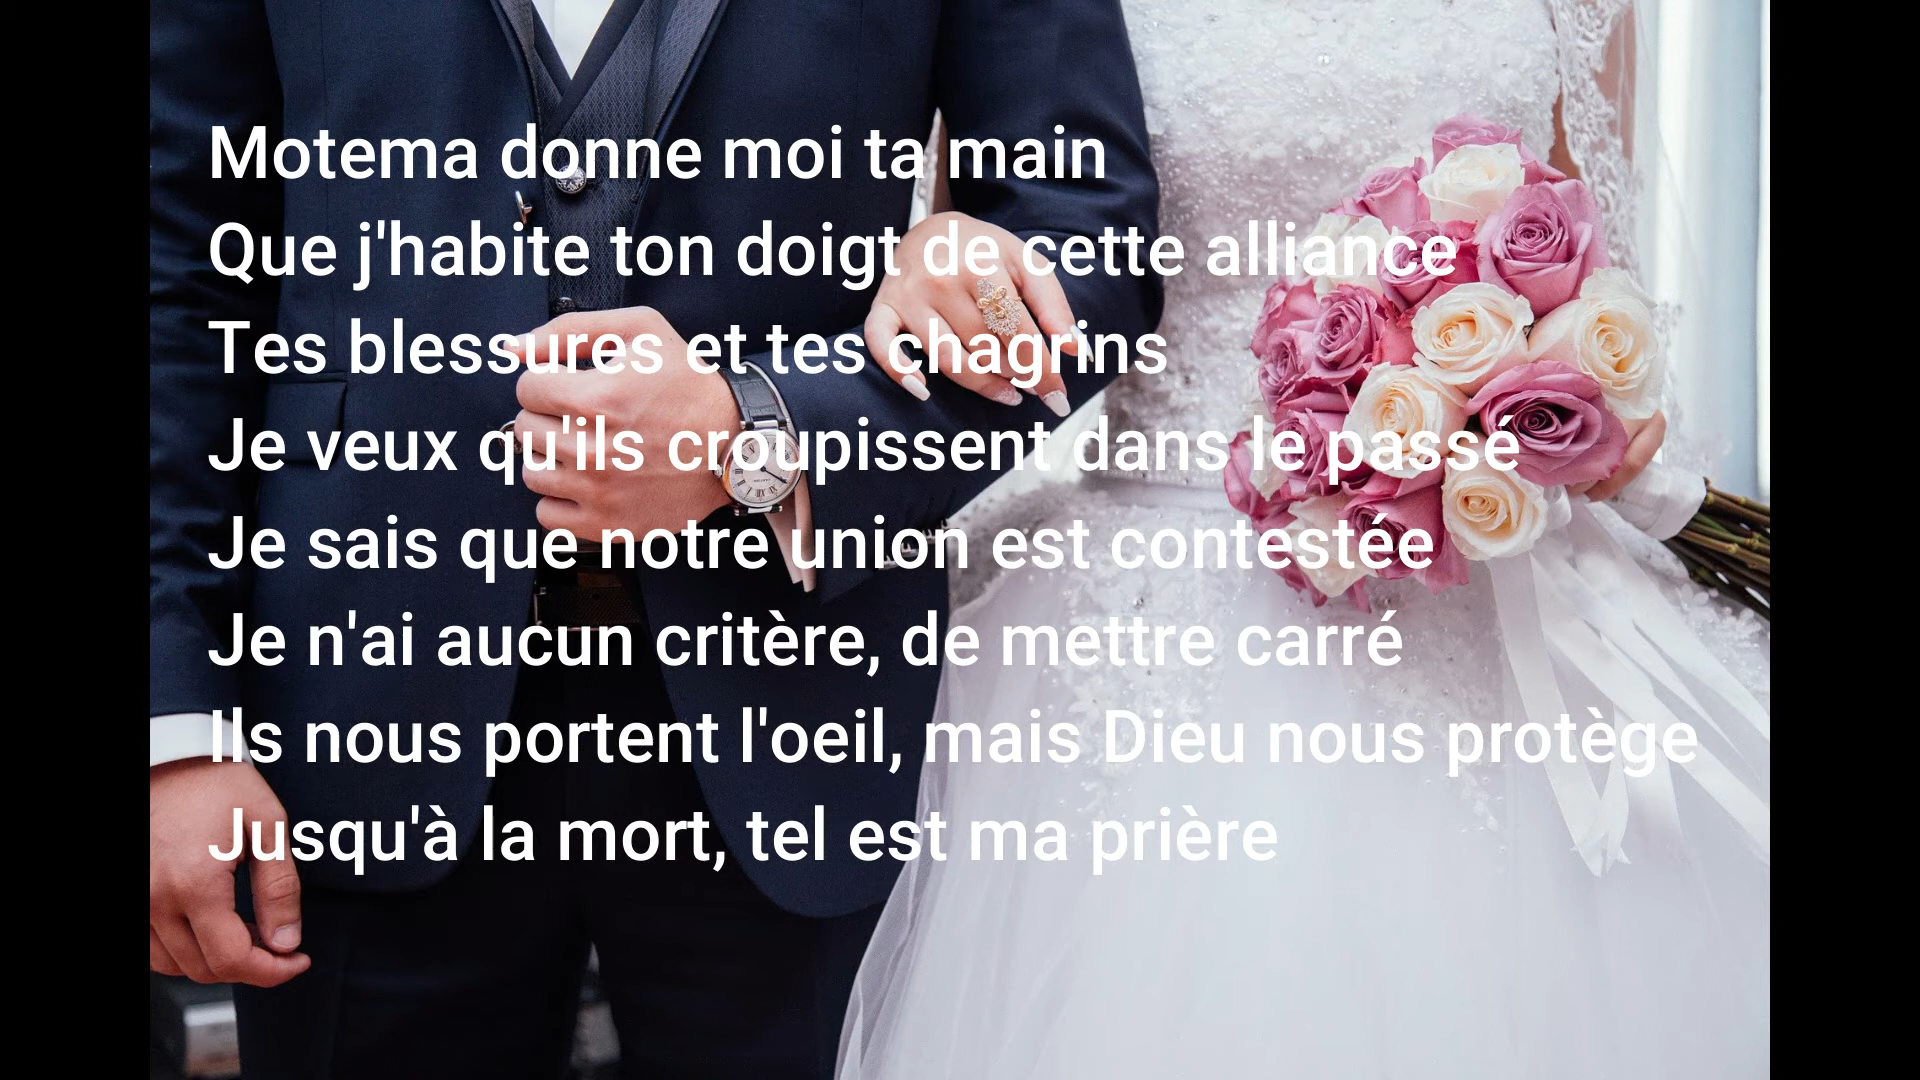 Motema donne moi ta main
Que j'habite ton doigt de cette alliance
Tes blessures et tes chagrins
Je veux qu'ils croupissent dans le passé
Je sais que notre union est contestée
Je n'ai aucun critère, de mettre carré
Ils nous portent l'oeil, mais Dieu nous protège
Jusqu'à la mort, tel est ma prière